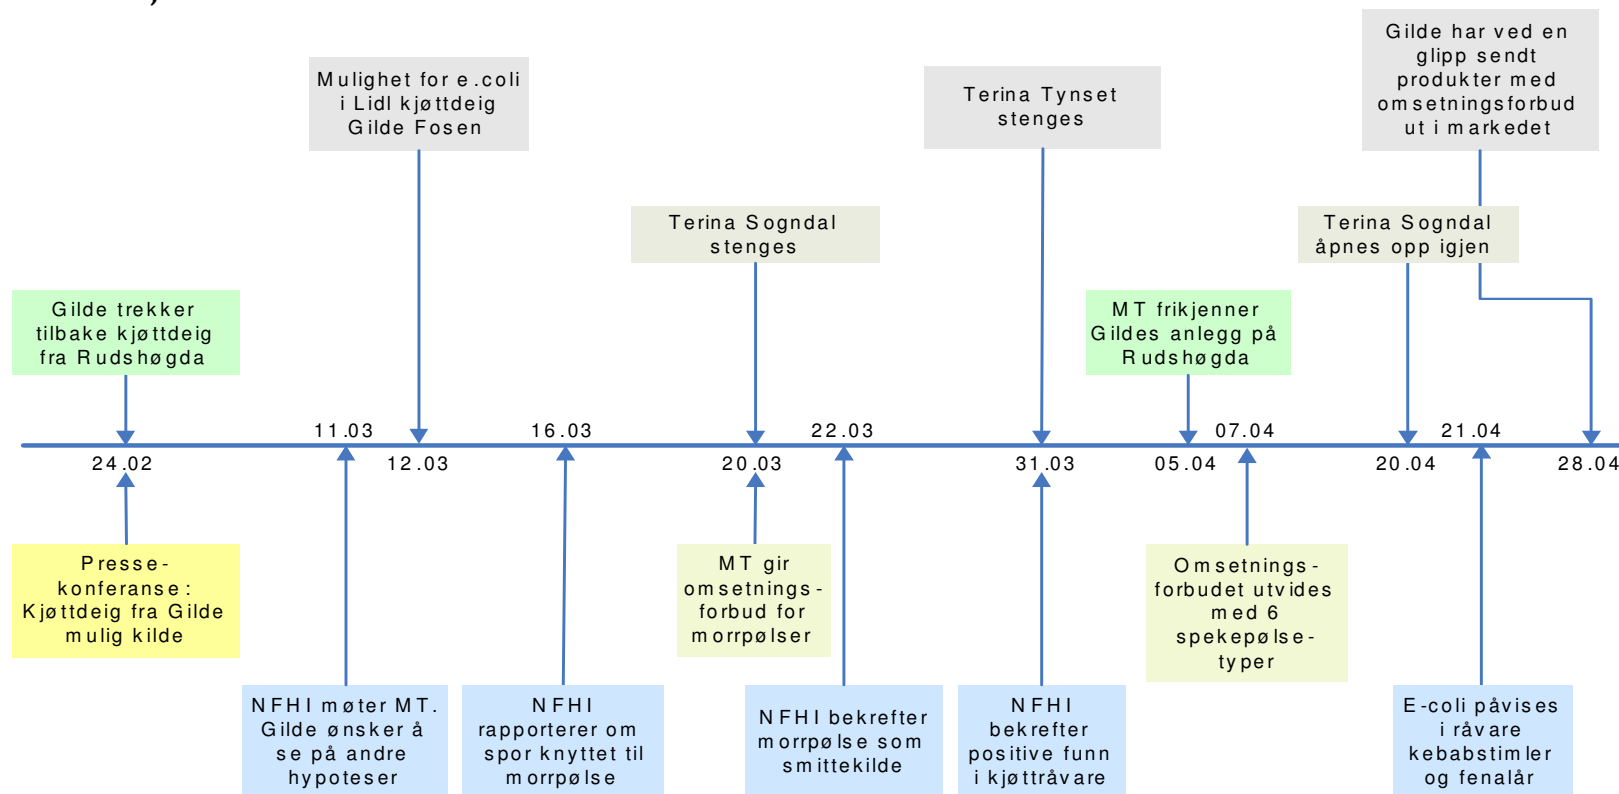 Gilde har ved en
glipp sendt
produkter med
omsetningsforbud
ut i markedet
Mulighet for e.coli
i Lidl kjøttdeig
Gilde Fosen
Terina Tynset
stenges
Terina Sogndal
stenges
Terina Sogndal
åpnes opp igjen
Gilde trekker
tilbake kjøttdeig
fra Rudshøgda
MT frikjenner
Gildes anlegg på
Rudshøgda
11.03
16.03
22.03
07.04
21.04
24.02
12.03
20.03
31.03
05.04
20.04
28.04
Presse-
konferanse:
Kjøttdeig fra Gilde
mulig kilde
MT gir
omsetnings-
forbud for
morrpølser
Omsetnings-
forbudet utvides
med 6
spekepølse-
typer
NFHI møter MT.
Gilde ønsker å
se på andre
hypoteser
NFHI
rapporterer om
spor knyttet til
morrpølse
NFHI bekrefter
morrpølse som
smittekilde
NFHI
bekrefter
positive funn
i kjøttråvare
E-coli påvises
i råvare
kebabstimler
og fenalår